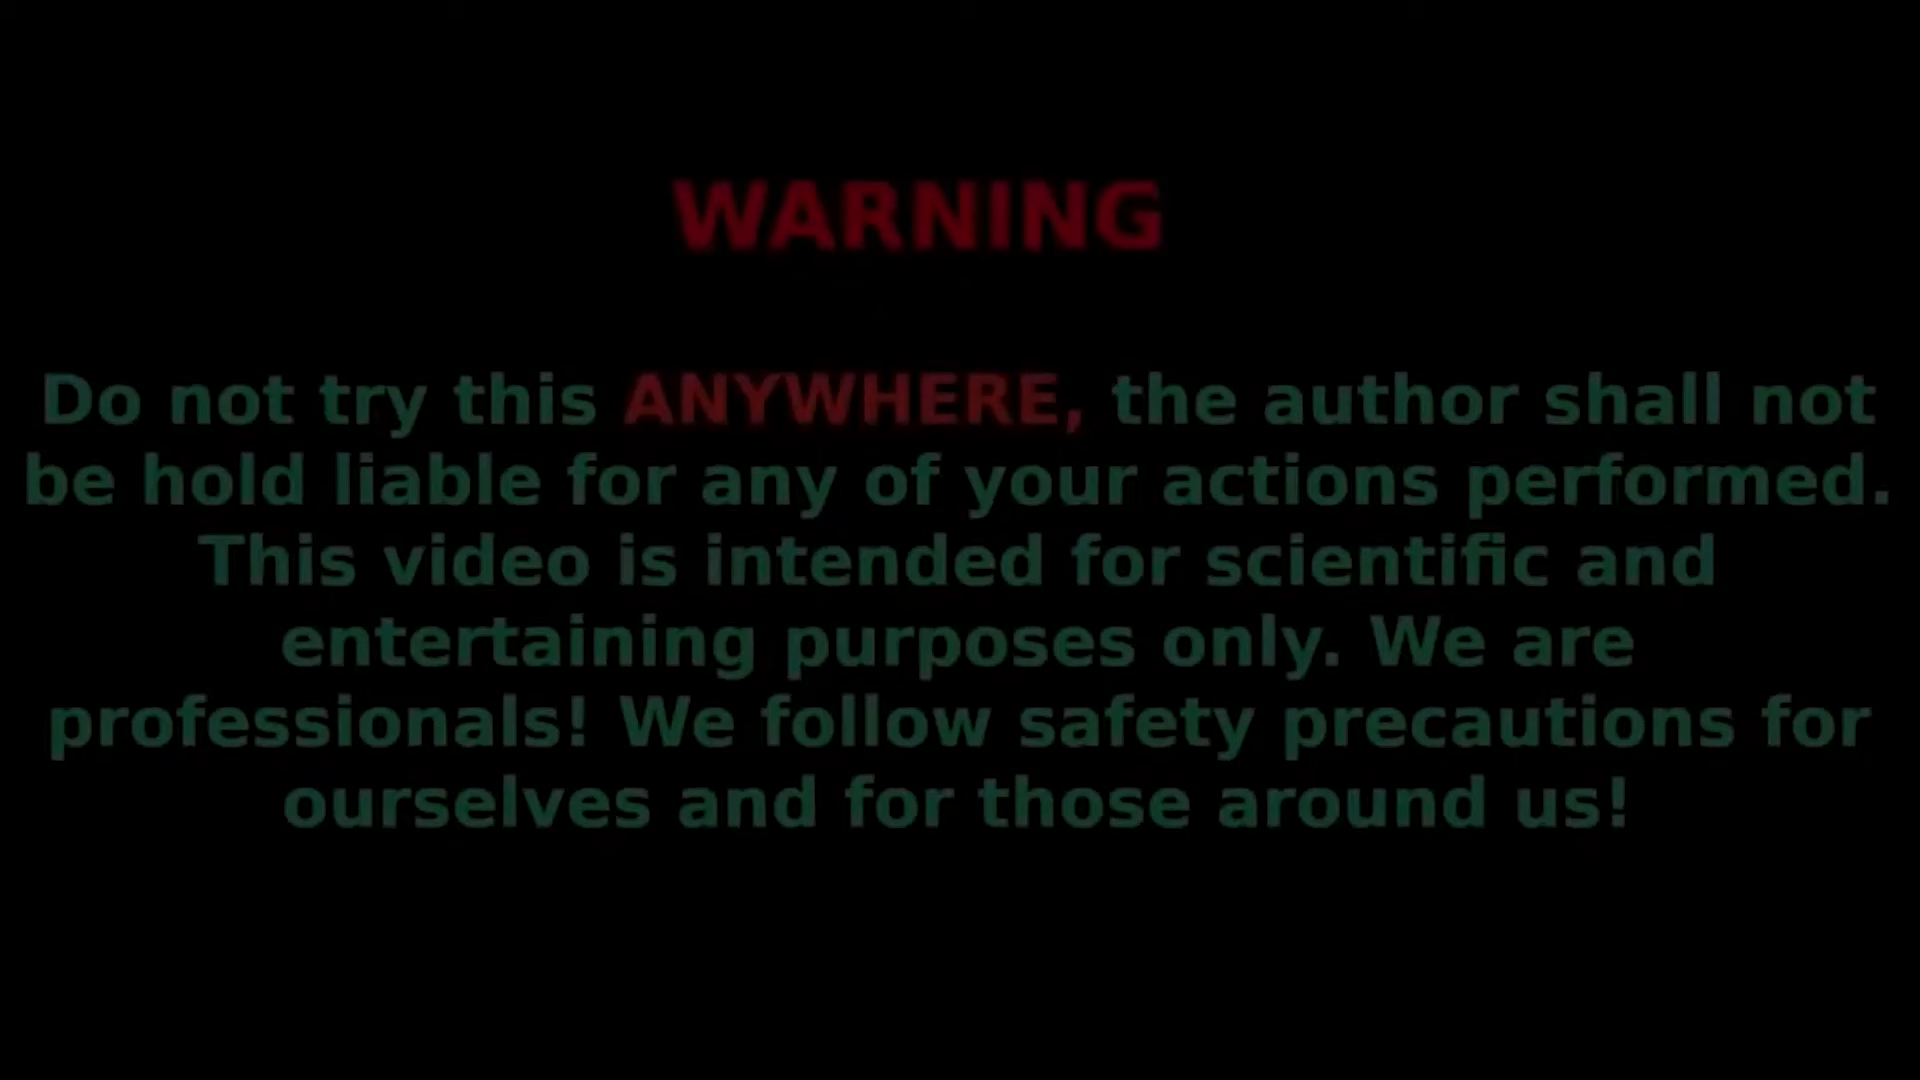 WARNING
Do not try this ANYWHERE, the author shall not
be hold liable for any of your actions performed.
This video is intended for scientific and
entertaining purposes only. We are
professionals! We follow safety precautions for
ourselves and for those around us!